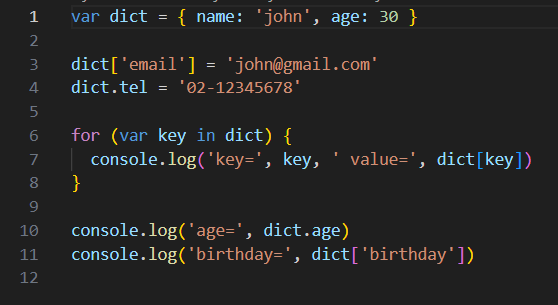 1 var dict = { name: 'john', age: 30 }
2
3 dict['email'] = 'john@gmail.com'
4 dict.tel = '02-12345678'
5
6 for (var key in dict) {
7   console.log('key=', key, ' value=', dict[key])
8 }
9
10 console.log('age=', dict.age)
11 console.log('birthday=', dict['birthday'])
12